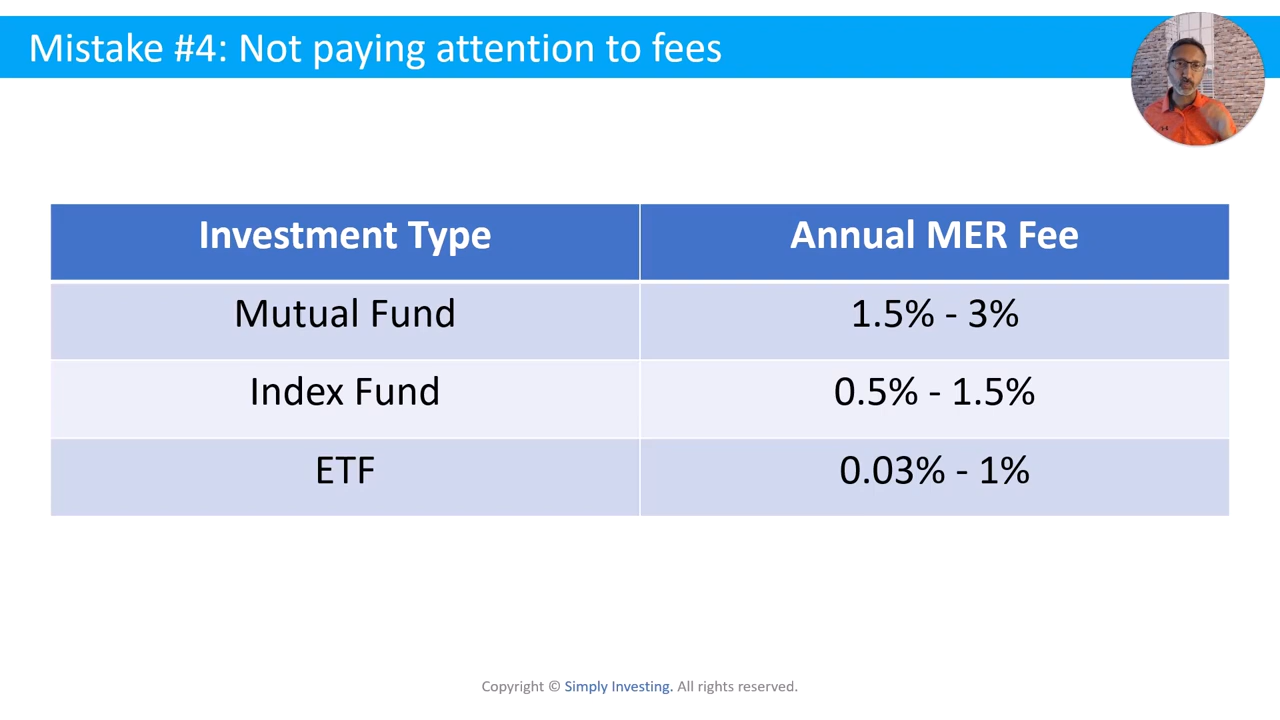 Mistake #4: Not paying attention to fees
Investment Type Annual MER Fee
Mutual Fund 1.5% - 3%
Index Fund 0.5% - 1.5%
ETF 0.03% - 1%
Copyright © Simply Investing. All rights reserved.